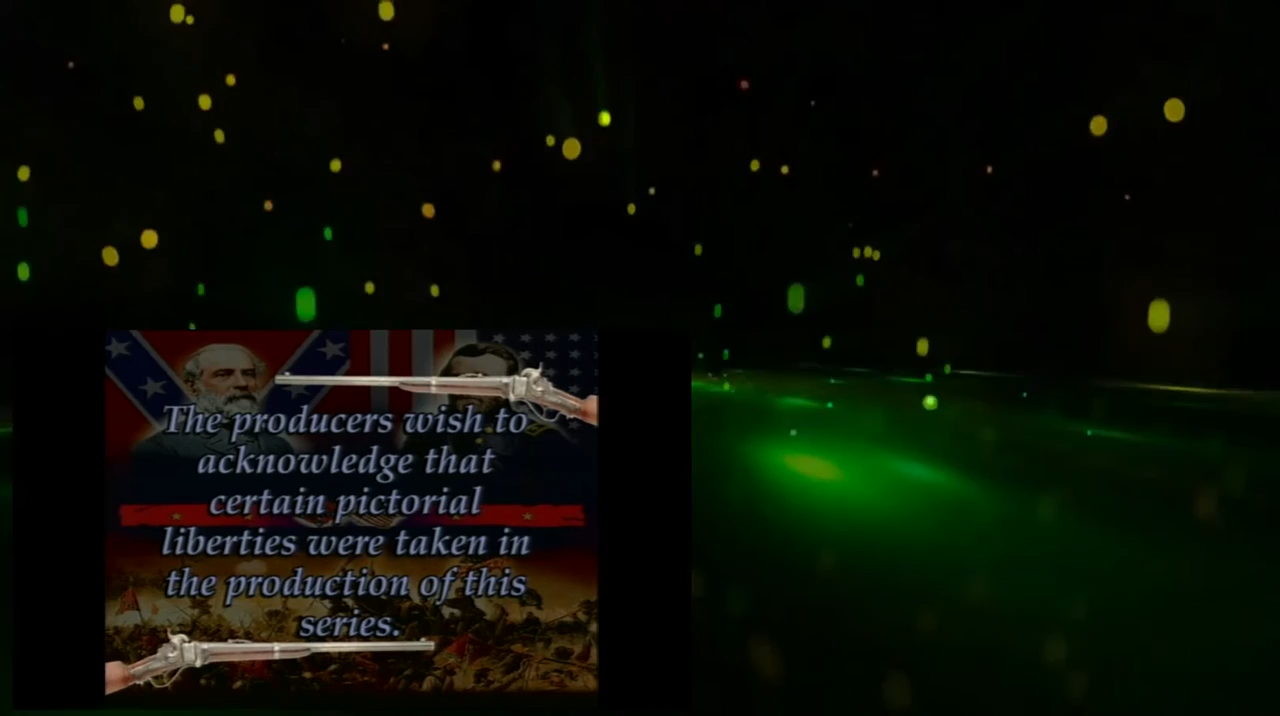 The producers wish to
acknowledge that
certain pictorial
liberties were taken in
the production of this
series.